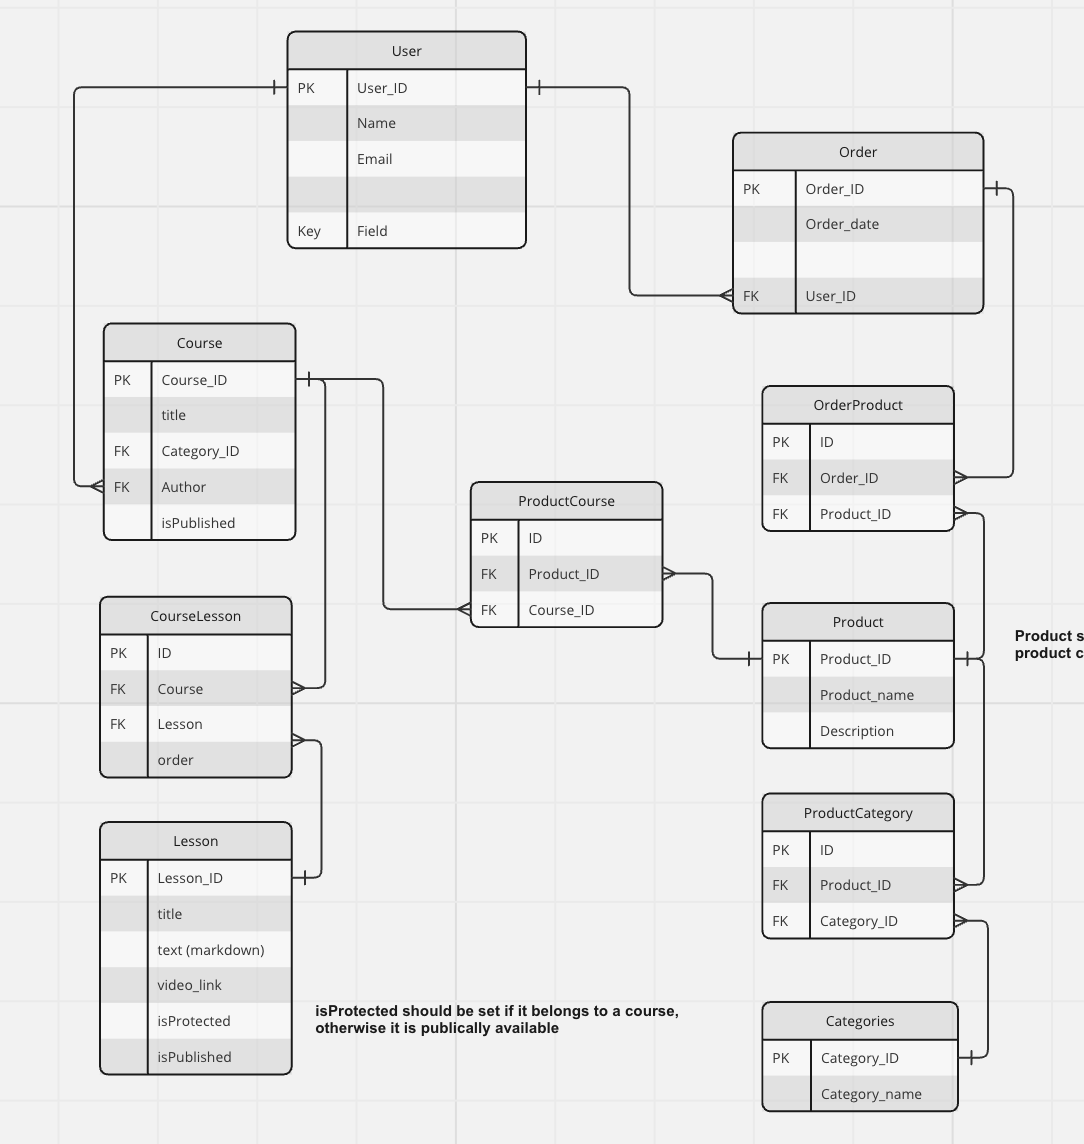 User
PK User_ID
Name
Email
Key Field
Order
PK Order_ID
Order_date
FK User_ID
Course
PK Course_ID
title
FK Category_ID
FK Author
isPublished
OrderProduct
PK ID
FK Order_ID
FK Product_ID
ProductCourse
PK ID
FK Product_ID
FK Course_ID
CourseLesson
PK ID
FK Course
FK Lesson
order
Product
PK Product_ID
Product_name
Description
Product
product
ProductCategory
PK ID
FK Product_ID
FK Category_ID
Lesson
PK Lesson_ID
title
text (markdown)
video_link
isProtected
isPublished
isProtected should be set if it belongs to a course,
otherwise it is publically available
Categories
PK Category_ID
Category_name